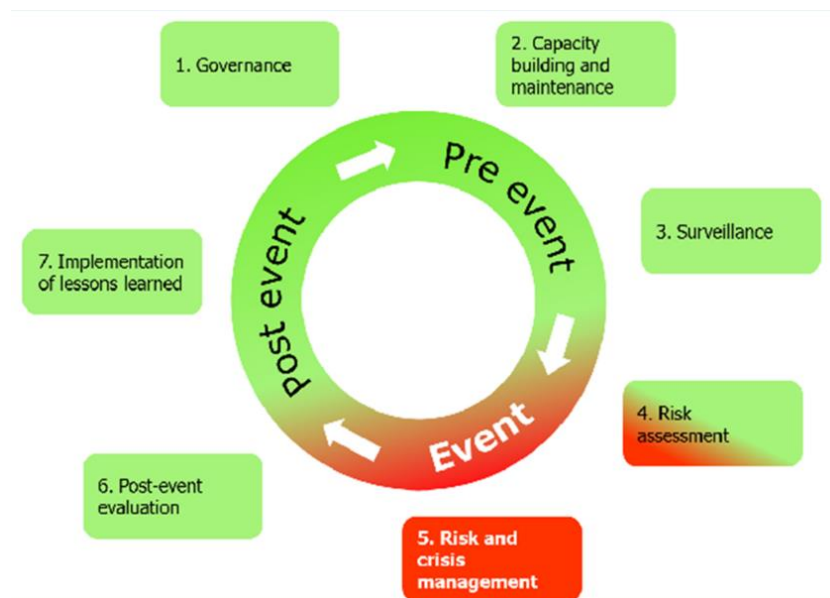 1. Governance
2. Capacity
building and
maintenance
Pre event
3. Surveillance
4. Risk
assessment
Event
5. Risk and
crisis
management
6. Post-event
evaluation
7. Implementation
of lessons learned
Post event